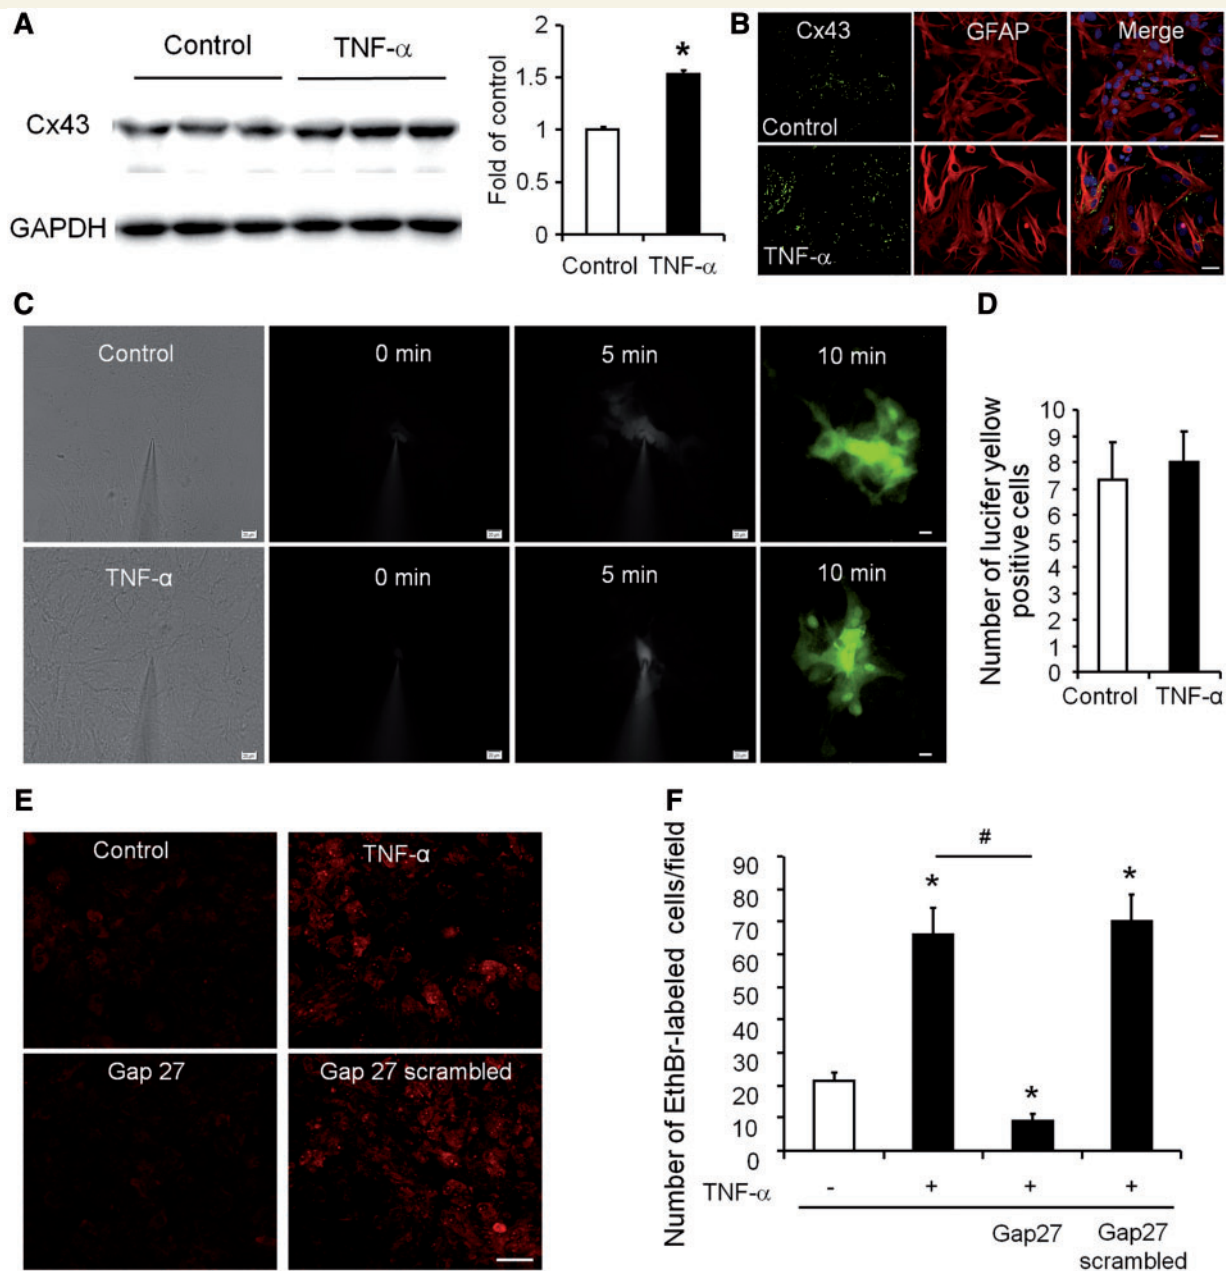 A
Control
TNF-α
Cx43
GAPDH
Fold of control
2
1.5
1
0.5
0
*
Control
TNF-α
B
Cx43
GFAP
Merge
Control
TNF-α
C
Control
0 min
5 min
10 min
TNF-α
0 min
5 min
10 min
D
Number of lucifer yellow
positive cells
10
9
8
7
6
5
4
3
2
1
0
Control
TNF-α
E
Control
TNF-α
Gap 27
Gap 27 scrambled
F
Number of EthBr-labeled cells/field
90
80
70
60
50
40
30
20
10
0
*
#
*
*
TNF-α
-
+
+
+
Gap27
Gap27
scrambled